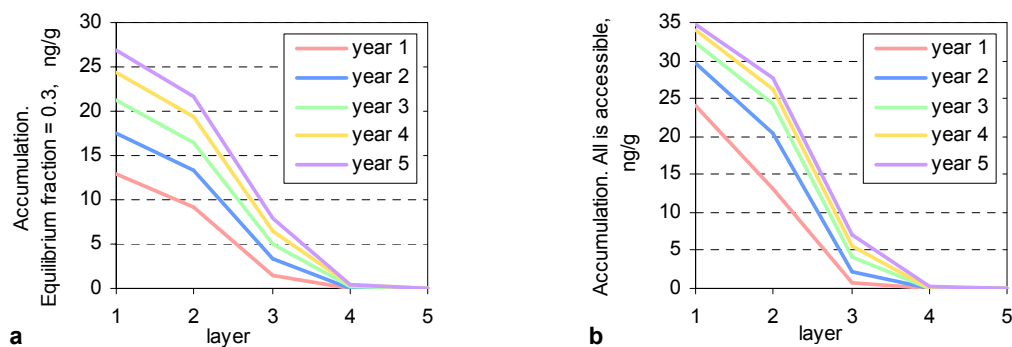 Accumulation.
Equilibrium fraction = 0.3, ng/g
30
25
20
15
10
5
0
1 2 3 4 5
layer
year 1
year 2
year 3
year 4
year 5
a
Accumulation. All is accessible,
ng/g
35
30
25
20
15
10
5
0
1 2 3 4 5
layer
year 1
year 2
year 3
year 4
year 5
b